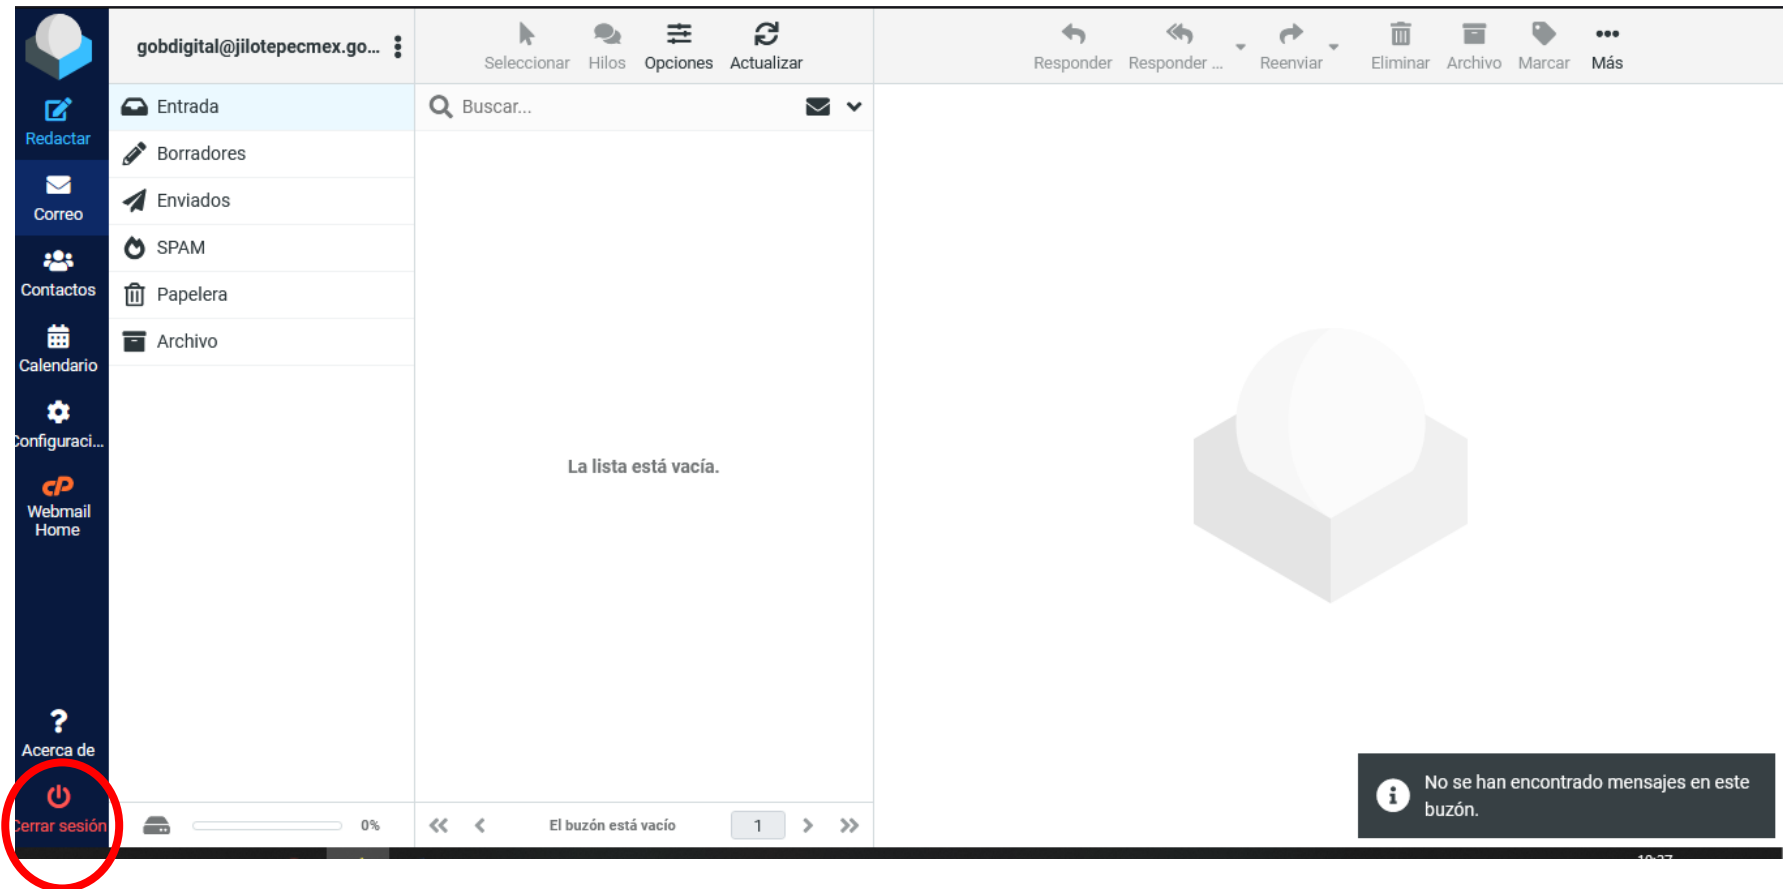 gobdigital@jilotepecmex.go...
Seleccionar
Hilos
Opciones
Actualizar
Responder
Responder ...
Reenviar
Eliminar
Archivo
Marcar
Más
Redactar
Correo
Contactos
Calendario
Configuraci...
cP
Webmail
Home
Acerca de
Cerrar sesión
Entrada
Borradores
Enviados
SPAM
Papelera
Archivo
0%
Buscar...
La lista está vacía.
El buzón está vacío
1
No se han encontrado mensajes en este
buzón.